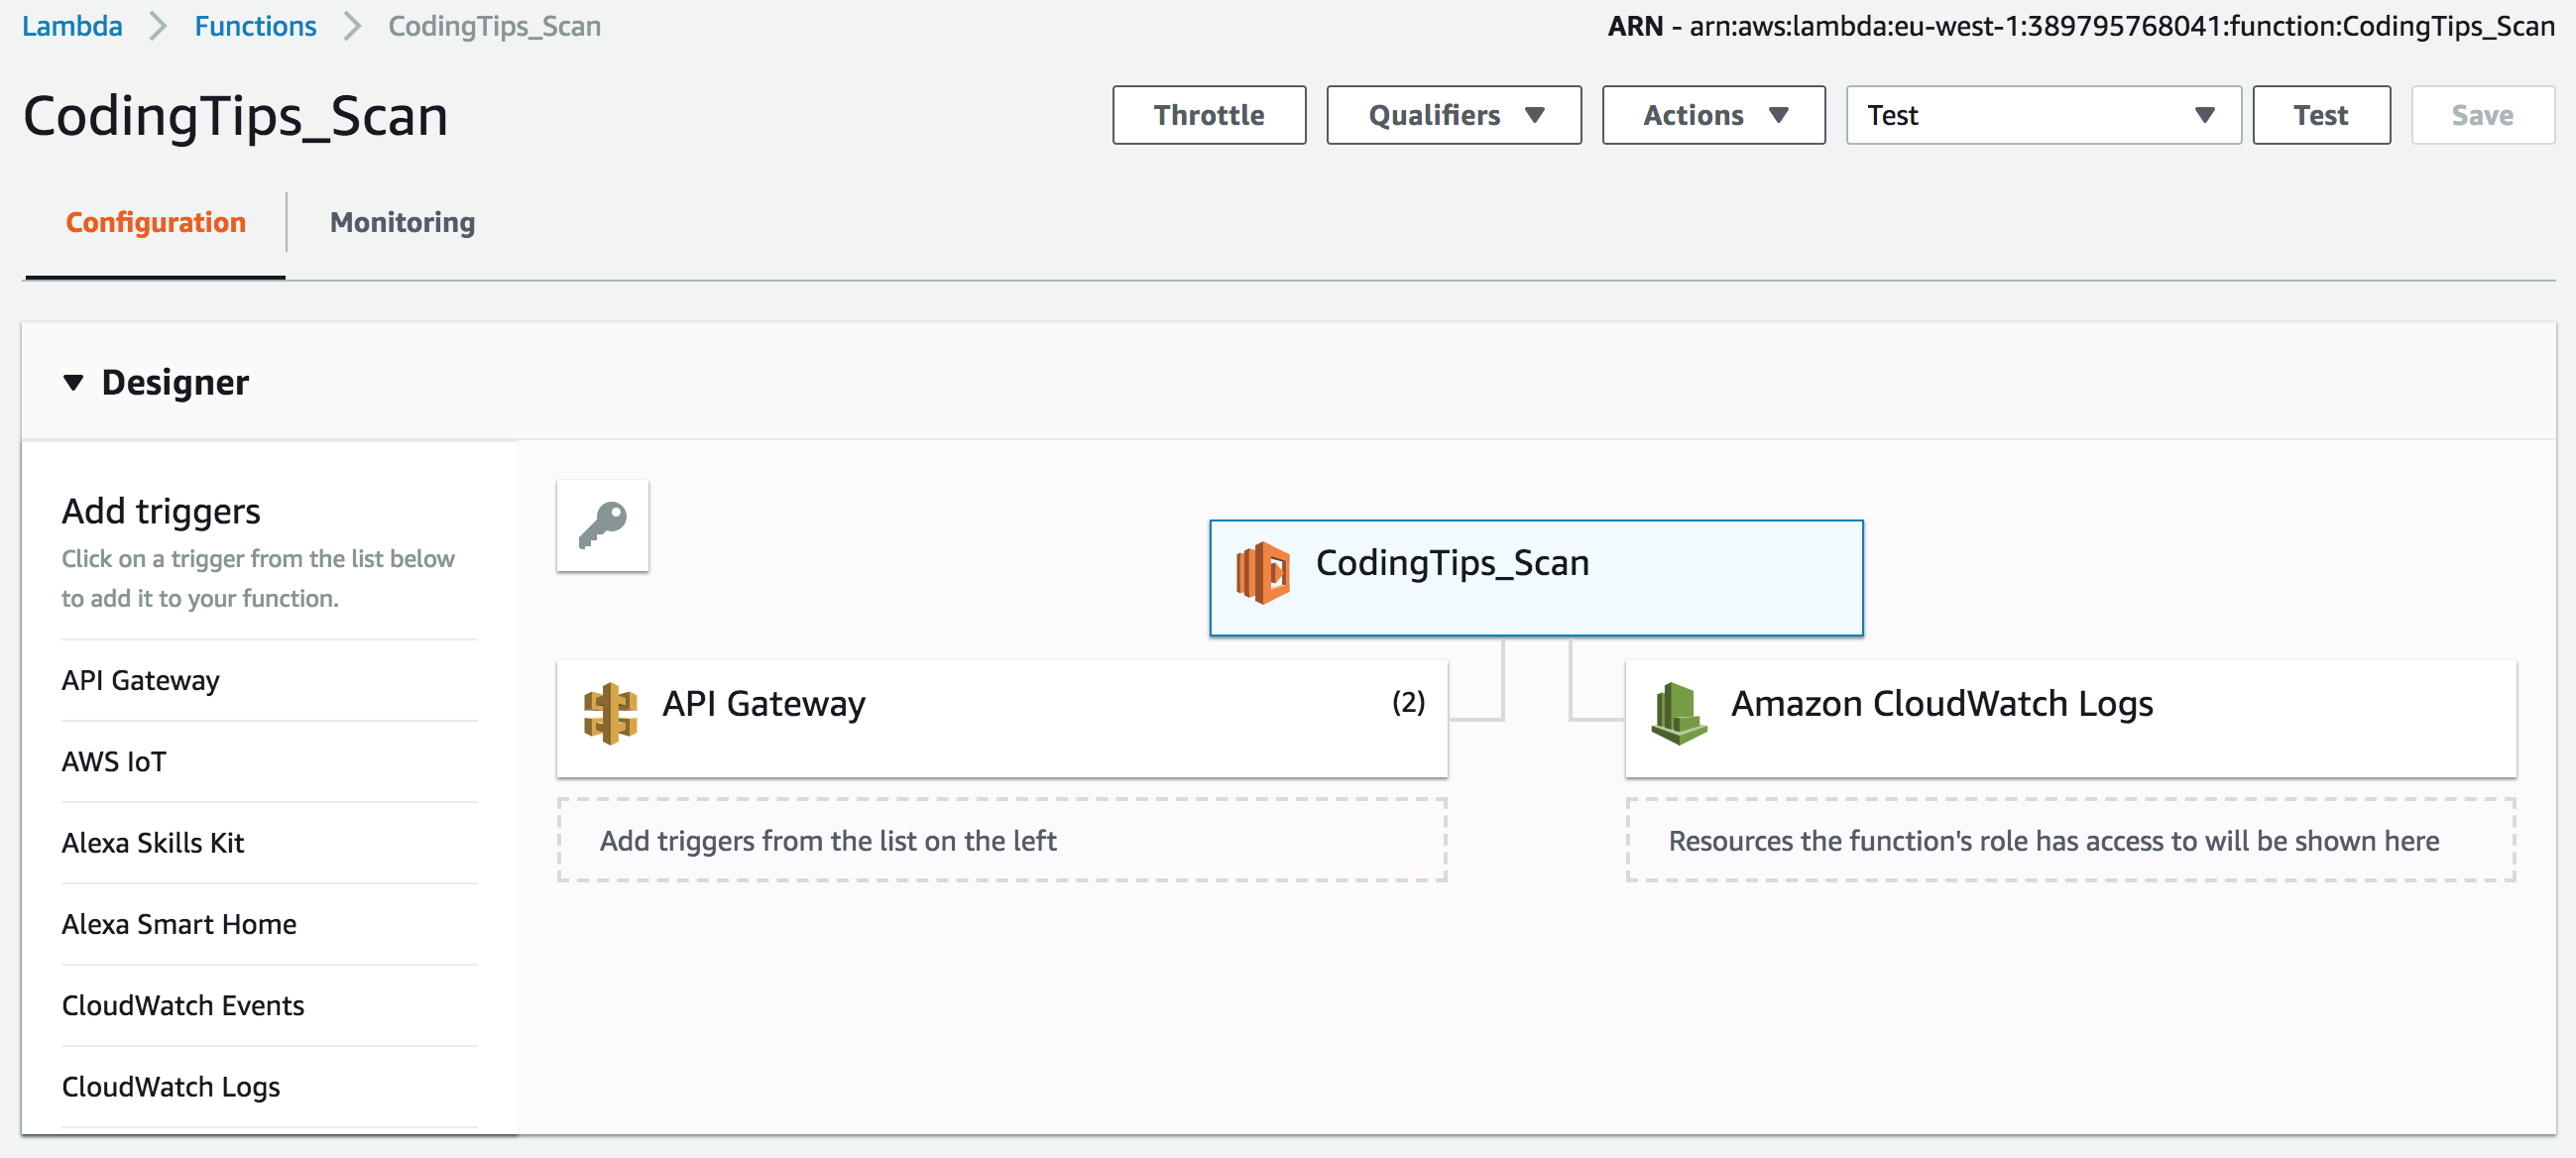 Lambda
Functions
CodingTips_Scan
ARN - arn:aws:lambda:eu-west-1:389795768041:function:CodingTips_Scan
CodingTips_Scan
Throttle
Qualifiers
Actions
Test
Test
Save
Configuration
Monitoring
Designer
Add triggers
Click on a trigger from the list below
to add it to your function.
API Gateway
AWS IoT
Alexa Skills Kit
Alexa Smart Home
CloudWatch Events
CloudWatch Logs
CodingTips_Scan
API Gateway
(2)
Amazon CloudWatch Logs
Add triggers from the list on the left
Resources the function's role has access to will be shown here